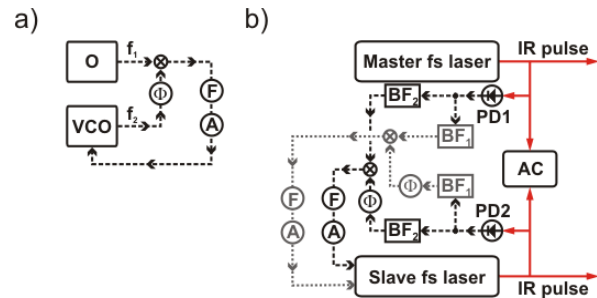 a)
O
f1
VCO
f2
Φ
F
A
b)
Master fs laser
IR pulse
BF2
PD1
BF1
AC
Φ
BF1
F
F
Φ
PD2
A
A
BF2
Slave fs laser
IR pulse